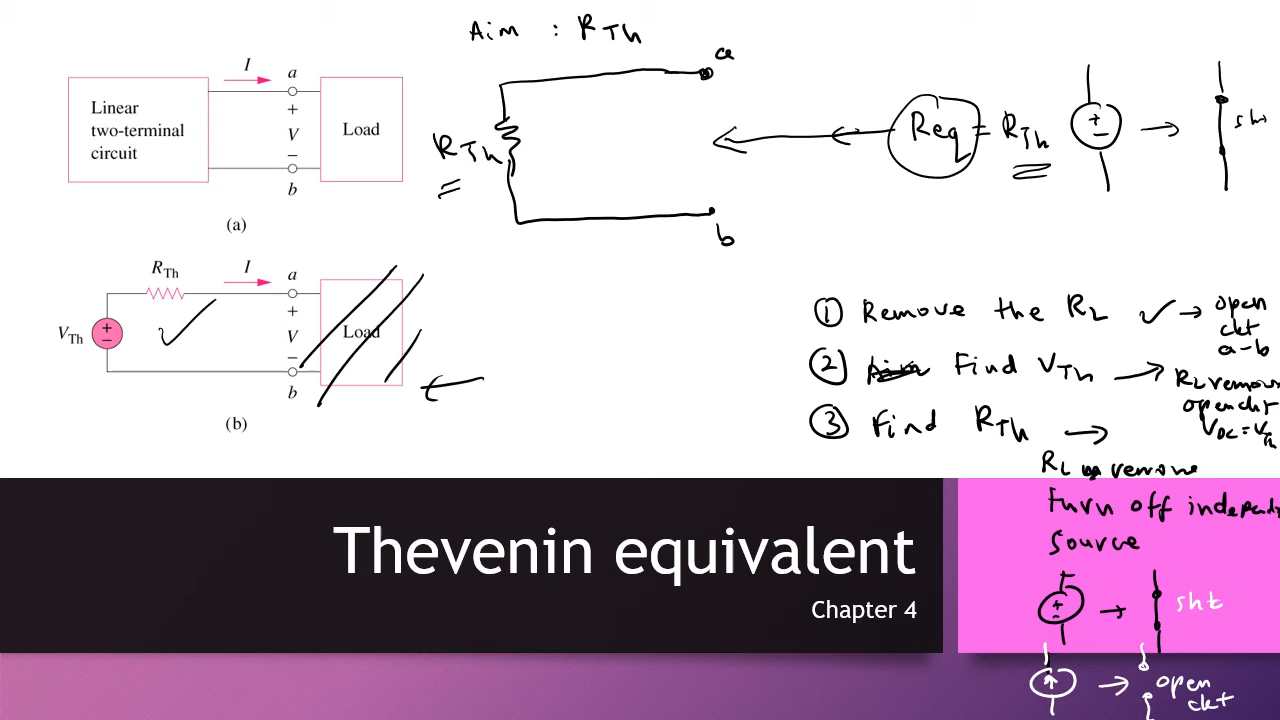 Aim : RTh
I
a
+
V
−
b
Linear
two-terminal
circuit
Load
(a)
a
RTh
b
Req = RTh
+
−
sht
RTh
I
a
+
V
−
b
VTh
+
−
Load
(b)
① Remove the RL → open
ckt
a-b
② Find VTh →
RL remove
open ckt
VOC = VTh
③ Find RTh →
RL remove
turn off independ
source
+
−
sht
open
ckt
Thevenin equivalent
Chapter 4